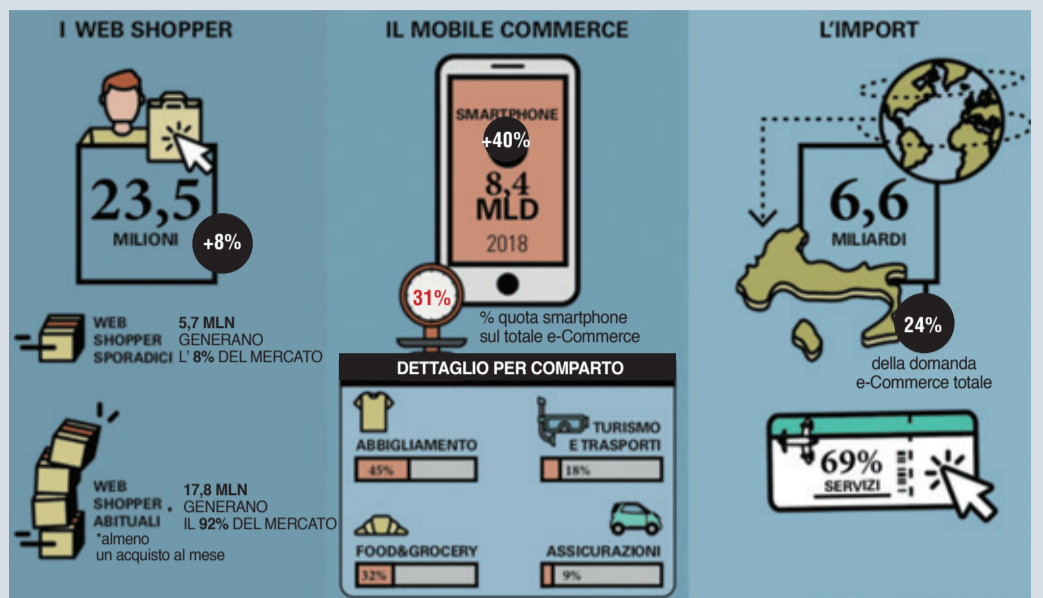 I WEB SHOPPER
23,5
MILIONI
+8%
WEB
SHOPPER
SPORADICI
5,7 MLN
GENERANO
L' 8% DEL MERCATO
WEB
SHOPPER *
ABITUALI
17,8 MLN
GENERANO
IL 92% DEL MERCATO
*almeno
un acquisto al mese
IL MOBILE COMMERCE
SMARTPHONE
+40%
8,4
MLD
2018
31%
% quota smartphone
sul totale e-Commerce
DETTAGLIO PER COMPARTO
ABBIGLIAMENTO
45%
TURISMO
E TRASPORTI
18%
FOOD&GROCERY
32%
ASSICURAZIONI
9%
L'IMPORT
6,6
MILIARDI
24%
della domanda
e-Commerce totale
69%
SERVIZI